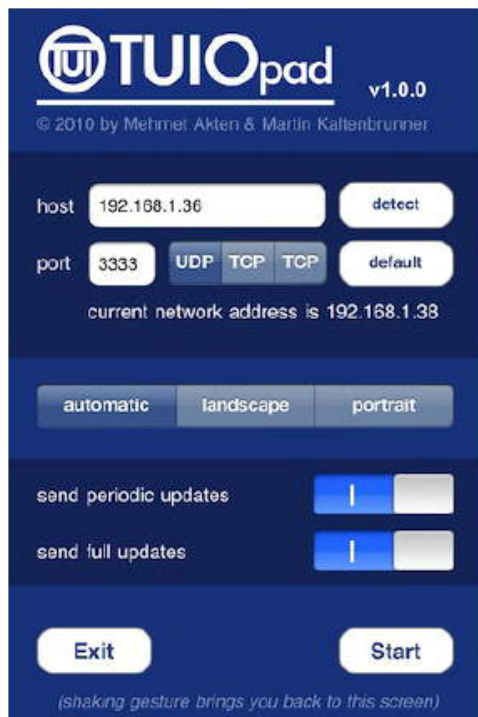 TUI TUIOpad v1.0.0
© 2010 by Mehmet Akten & Martin Kaltenbrunner
host 192.168.1.36 detect
port 3333 UDP TCP TCP default
current network address is 192.168.1.38
automatic landscape portrait
send periodic updates
send full updates
Exit Start
(shaking gesture brings you back to this screen)